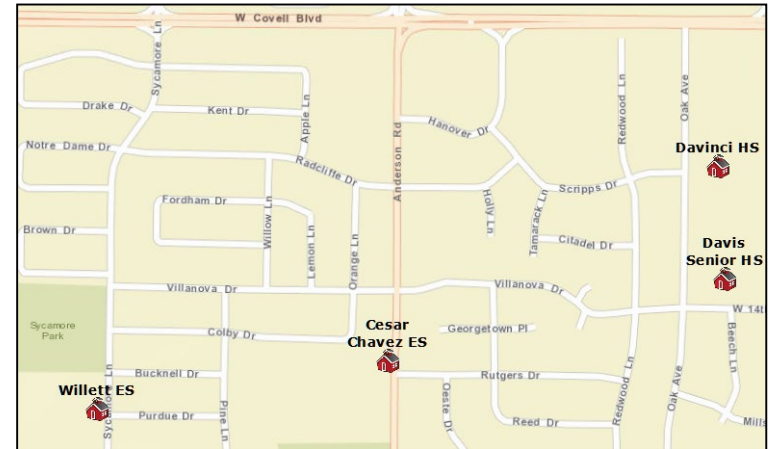 W Covell Blvd
Sycamore Ln
Drake Dr
Kent Dr
Apple Ln
Anderson Rd
Hanover Dr
Redwood Ln
Oak Ave
Notre Dame Dr
Radcliffe Dr
Davinci HS
Scripps Dr
Fordham Dr
Willow Ln
Lemon Ln
Orange Ln
Holly Ln
Tamarack Ln
Brown Dr
Citadel Dr
Davis
Senior HS
Villanova Dr
Villanova Dr
W 14th
Sycamore
Park
Colby Dr
Cesar
Chavez ES
Georgetown Pl
Beech Ln
Bucknell Dr
Rutgers Dr
Willett ES
Sycamore Ln
Purdue Dr
Pine Ln
Oeste Dr
Reed Dr
Redwood Ln
Oak Ave
Mills